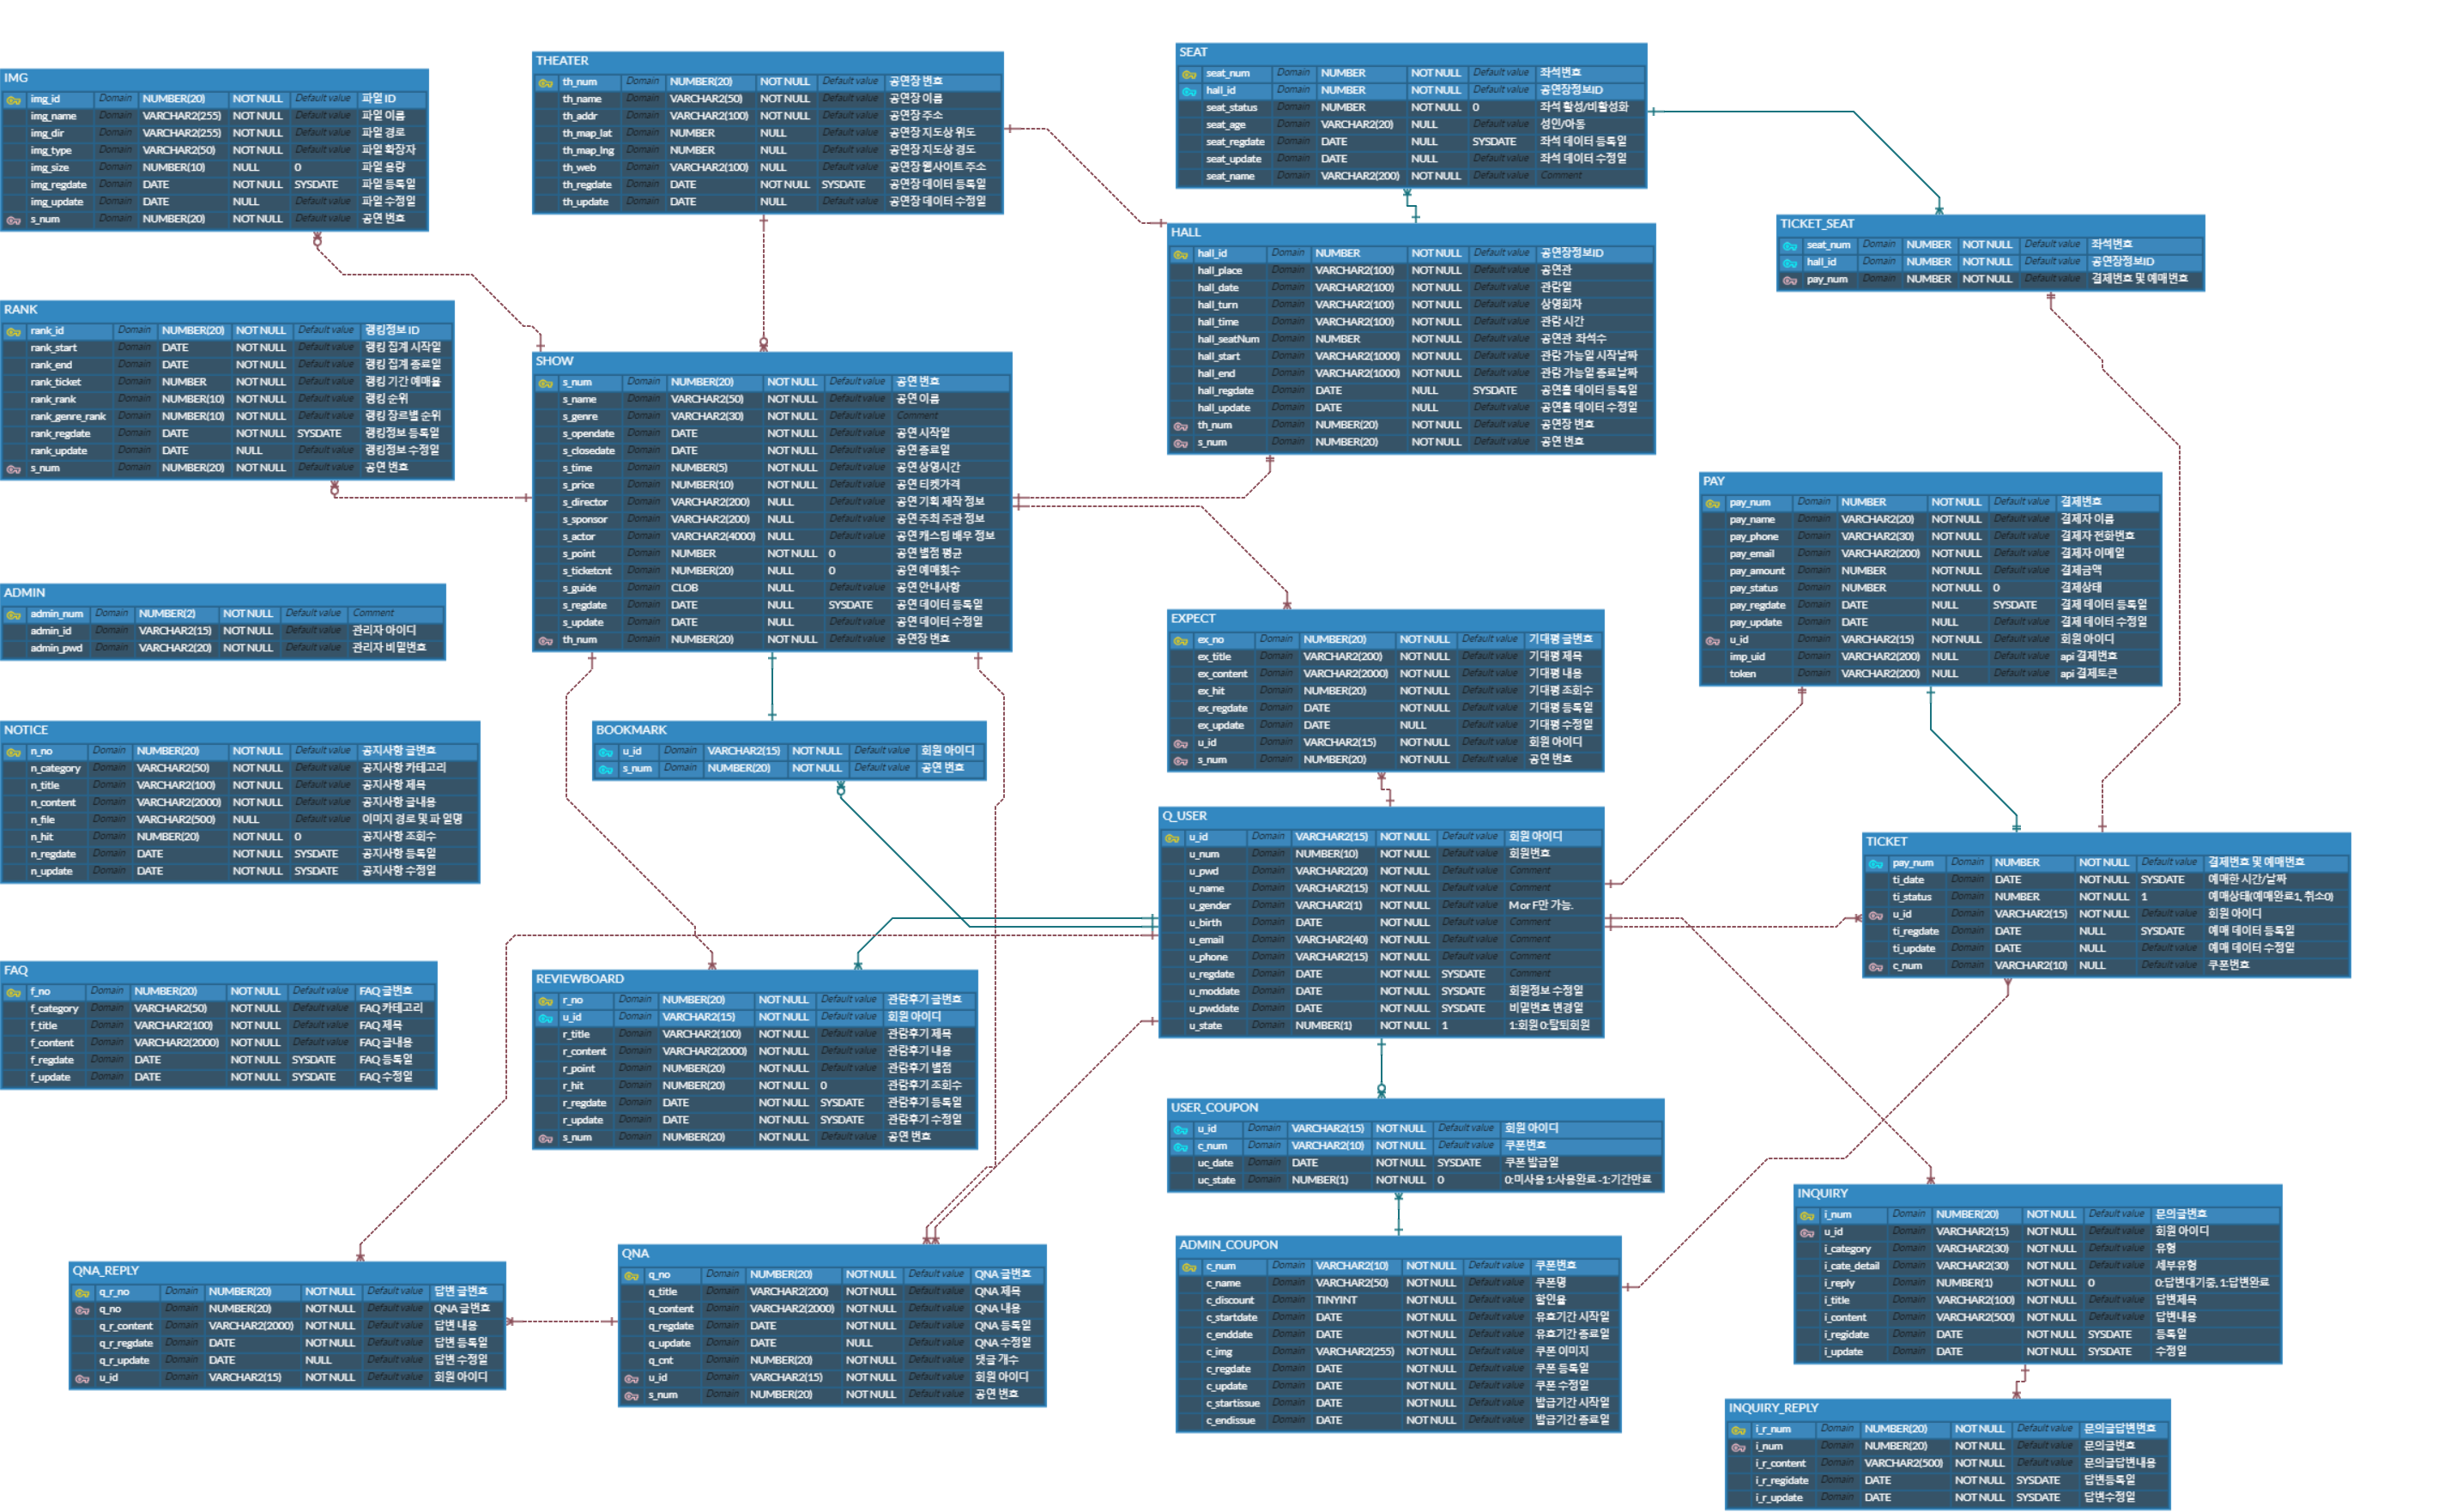 IMG
img_id Domain NUMBER(20) NOT NULL Default value 파일 ID
img_name Domain VARCHAR2(255) NOT NULL Default value 파일 이름
img_dir Domain VARCHAR2(255) NOT NULL Default value 파일 경로
img_type Domain VARCHAR2(50) NOT NULL Default value 파일 확장자
img_size Domain NUMBER(10) NULL 0 파일 용량
img_regdate Domain DATE NOT NULL SYSDATE 파일 등록일
img_update Domain DATE NULL Default value 파일 수정일
s_num Domain NUMBER(20) NOT NULL Default value 공연 번호
THEATER
th_num Domain NUMBER(20) NOT NULL Default value 공연장 번호
th_name Domain VARCHAR2(50) NOT NULL Default value 공연장 이름
th_addr Domain VARCHAR2(100) NOT NULL Default value 공연장 주소
th_map_lat Domain NUMBER NULL Default value 공연장 지도상 위도
th_map_lng Domain NUMBER NULL Default value 공연장 지도상 경도
th_web Domain VARCHAR2(100) NULL Default value 공연장 웹사이트 주소
th_regdate Domain DATE NOT NULL SYSDATE 공연장 데이터 등록일
th_update Domain DATE NULL Default value 공연장 데이터 수정일
SEAT
seat_num Domain NUMBER NOT NULL Default value 좌석번호
hall_id Domain NUMBER NOT NULL Default value 공연장정보ID
seat_status Domain NUMBER NOT NULL 0 좌석 활성/비활성화
seat_age Domain VARCHAR2(20) NULL Default value 성인/아동
seat_regdate Domain DATE NULL SYSDATE 좌석 데이터 등록일
seat_update Domain DATE NULL Default value 좌석 데이터 수정일
seat_name Domain VARCHAR2(200) NOT NULL Default value Comment
TICKET_SEAT
seat_num Domain NUMBER NOT NULL Default value 좌석번호
hall_id Domain NUMBER NOT NULL Default value 공연장정보ID
pay_num Domain NUMBER NOT NULL Default value 결제번호 및 예매번호
HALL
hall_id Domain NUMBER NOT NULL Default value 공연장정보ID
hall_place Domain VARCHAR2(100) NOT NULL Default value 공연관
hall_date Domain VARCHAR2(100) NOT NULL Default value 관람일
hall_turn Domain VARCHAR2(100) NOT NULL Default value 상영회차
hall_time Domain VARCHAR2(100) NOT NULL Default value 관람 시간
hall_seatNum Domain NUMBER NOT NULL Default value 공연관 좌석수
hall_start Domain VARCHAR2(1000) NOT NULL Default value 관람 가능일 시작날짜
hall_end Domain VARCHAR2(1000) NOT NULL Default value 관람 가능일 종료날짜
hall_regdate Domain DATE NULL SYSDATE 공연홀 데이터 등록일
hall_update Domain DATE NULL Default value 공연홀 데이터 수정일
th_num Domain NUMBER(20) NOT NULL Default value 공연장 번호
s_num Domain NUMBER(20) NOT NULL Default value 공연 번호
RANK
rank_id Domain NUMBER(20) NOT NULL Default value 랭킹정보 ID
rank_start Domain DATE NOT NULL Default value 랭킹 집계 시작일
rank_end Domain DATE NOT NULL Default value 랭킹 집계 종료일
rank_ticket Domain NUMBER NOT NULL Default value 랭킹 기간 예매율
rank_rank Domain NUMBER(10) NOT NULL Default value 랭킹 순위
rank_genre_rank Domain NUMBER(10) NOT NULL Default value 랭킹 장르별 순위
rank_regdate Domain DATE NOT NULL SYSDATE 랭킹정보 등록일
rank_update Domain DATE NULL Default value 랭킹정보 수정일
s_num Domain NUMBER(20) NOT NULL Default value 공연 번호
SHOW
s_num Domain NUMBER(20) NOT NULL Default value 공연 번호
s_name Domain VARCHAR2(50) NOT NULL Default value 공연 이름
s_genre Domain VARCHAR2(30) NOT NULL Default value Comment
s_opendate Domain DATE NOT NULL Default value 공연 시작일
s_closedate Domain DATE NOT NULL Default value 공연 종료일
s_time Domain NUMBER(5) NOT NULL Default value 공연 상영시간
s_price Domain NUMBER(10) NOT NULL Default value 공연 티켓가격
s_director Domain VARCHAR2(200) NULL Default value 공연 기획 제작 정보
s_sponsor Domain VARCHAR2(200) NULL Default value 공연 주최 주관 정보
s_actor Domain VARCHAR2(4000) NULL Default value 공연 캐스팅 배우 정보
s_point Domain NUMBER NOT NULL 0 공연 별점 평균
s_ticketcnt Domain NUMBER(20) NULL 0 공연 예매횟수
s_guide Domain CLOB NULL Default value 공연 안내사항
s_regdate Domain DATE NULL SYSDATE 공연 데이터 등록일
s_update Domain DATE NULL Default value 공연 데이터 수정일
th_num Domain NUMBER(20) NOT NULL Default value 공연장 번호
PAY
pay_num Domain NUMBER NOT NULL Default value 결제번호
pay_name Domain VARCHAR2(20) NOT NULL Default value 결제자 이름
pay_phone Domain VARCHAR2(30) NOT NULL Default value 결제자 전화번호
pay_email Domain VARCHAR2(200) NOT NULL Default value 결제자 이메일
pay_amount Domain NUMBER NOT NULL Default value 결제금액
pay_status Domain NUMBER NOT NULL 0 결제상태
pay_regdate Domain DATE NULL SYSDATE 결제 데이터 등록일
pay_update Domain DATE NULL Default value 결제 데이터 수정일
u_id Domain VARCHAR2(15) NOT NULL Default value 회원 아이디
imp_uid Domain VARCHAR2(200) NULL Default value api 결제번호
token Domain VARCHAR2(200) NULL Default value api 결제토큰
ADMIN
admin_num Domain NUMBER(2) NOT NULL Default value Comment
admin_id Domain VARCHAR2(15) NOT NULL Default value 관리자 아이디
admin_pwd Domain VARCHAR2(20) NOT NULL Default value 관리자 비밀번호
EXPECT
ex_no Domain NUMBER(20) NOT NULL Default value 기대평 글번호
ex_title Domain VARCHAR2(200) NOT NULL Default value 기대평 제목
ex_content Domain VARCHAR2(2000) NOT NULL Default value 기대평 내용
ex_hit Domain NUMBER(20) NOT NULL Default value 기대평 조회수
ex_regdate Domain DATE NOT NULL Default value 기대평 등록일
ex_update Domain DATE NULL Default value 기대평 수정일
u_id Domain VARCHAR2(15) NOT NULL Default value 회원 아이디
s_num Domain NUMBER(20) NOT NULL Default value 공연 번호
NOTICE
n_no Domain NUMBER(20) NOT NULL Default value 공지사항 글번호
n_category Domain VARCHAR2(50) NOT NULL Default value 공지사항 카테고리
n_title Domain VARCHAR2(100) NOT NULL Default value 공지사항 제목
n_content Domain VARCHAR2(2000) NOT NULL Default value 공지사항 글내용
n_file Domain VARCHAR2(500) NULL Default value 이미지 경로 및 파일명
n_hit Domain NUMBER(20) NOT NULL 0 공지사항 조회수
n_regdate Domain DATE NOT NULL SYSDATE 공지사항 등록일
n_update Domain DATE NOT NULL SYSDATE 공지사항 수정일
BOOKMARK
u_id Domain VARCHAR2(15) NOT NULL Default value 회원 아이디
s_num Domain NUMBER(20) NOT NULL Default value 공연 번호
Q_USER
u_id Domain VARCHAR2(15) NOT NULL Default value 회원 아이디
u_num Domain NUMBER(10) NOT NULL Default value 회원번호
u_pwd Domain VARCHAR2(20) NOT NULL Default value Comment
u_name Domain VARCHAR2(15) NOT NULL Default value Comment
u_gender Domain VARCHAR2(1) NOT NULL Default value M or F만 가능.
u_birth Domain DATE NOT NULL Default value Comment
u_email Domain VARCHAR2(40) NOT NULL Default value Comment
u_phone Domain VARCHAR2(15) NOT NULL Default value Comment
u_regdate Domain DATE NOT NULL SYSDATE Comment
u_moddate Domain DATE NOT NULL SYSDATE 회원정보 수정일
u_pwddate Domain DATE NOT NULL SYSDATE 비밀번호 변경일
u_state Domain NUMBER(1) NOT NULL 1 1:회원 0:탈퇴회원
TICKET
pay_num Domain NUMBER NOT NULL Default value 결제번호 및 예매번호
ti_date Domain DATE NOT NULL SYSDATE 예매한 시간/날짜
ti_status Domain NUMBER NOT NULL 1 예매상태(예매완료1, 취소0)
u_id Domain VARCHAR2(15) NOT NULL Default value 회원 아이디
ti_regdate Domain DATE NULL SYSDATE 예매 데이터 등록일
ti_update Domain DATE NULL Default value 예매 데이터 수정일
c_num Domain VARCHAR2(10) NULL Default value 쿠폰번호
FAQ
f_no Domain NUMBER(20) NOT NULL Default value FAQ 글번호
f_category Domain VARCHAR2(50) NOT NULL Default value FAQ 카테고리
f_title Domain VARCHAR2(100) NOT NULL Default value FAQ 제목
f_content Domain VARCHAR2(2000) NOT NULL Default value FAQ 글내용
f_regdate Domain DATE NOT NULL SYSDATE FAQ 등록일
f_update Domain DATE NOT NULL SYSDATE FAQ 수정일
REVIEWBOARD
r_no Domain NUMBER(20) NOT NULL Default value 관람후기 글번호
u_id Domain VARCHAR2(15) NOT NULL Default value 회원 아이디
r_title Domain VARCHAR2(100) NOT NULL Default value 관람후기 제목
r_content Domain VARCHAR2(2000) NOT NULL Default value 관람후기 내용
r_point Domain NUMBER(20) NOT NULL Default value 관람후기 별점
r_hit Domain NUMBER(20) NOT NULL 0 관람후기 조회수
r_regdate Domain DATE NOT NULL SYSDATE 관람후기 등록일
r_update Domain DATE NOT NULL SYSDATE 관람후기 수정일
s_num Domain NUMBER(20) NOT NULL Default value 공연 번호
USER_COUPON
u_id Domain VARCHAR2(15) NOT NULL Default value 회원 아이디
c_num Domain VARCHAR2(10) NOT NULL Default value 쿠폰번호
uc_date Domain DATE NOT NULL SYSDATE 쿠폰 발급일
uc_state Domain NUMBER(1) NOT NULL 0 0:미사용 1:사용완료 -1:기간만료
INQUIRY
i_num Domain NUMBER(20) NOT NULL Default value 문의글번호
u_id Domain VARCHAR2(15) NOT NULL Default value 회원 아이디
i_category Domain VARCHAR2(30) NOT NULL Default value 유형
i_cate_detail Domain VARCHAR2(30) NOT NULL Default value 세부유형
i_reply Domain NUMBER(1) NOT NULL 0 0:답변대기중, 1:답변완료
i_title Domain VARCHAR2(100) NOT NULL Default value 답변제목
i_content Domain VARCHAR2(500) NOT NULL Default value 답변내용
i_regidate Domain DATE NOT NULL SYSDATE 등록일
i_update Domain DATE NOT NULL SYSDATE 수정일
QNA_REPLY
q_r_no Domain NUMBER(20) NOT NULL Default value 답변 글번호
q_no Domain NUMBER(20) NOT NULL Default value QNA 글번호
q_r_content Domain VARCHAR2(2000) NOT NULL Default value 답변 내용
q_r_regdate Domain DATE NOT NULL Default value 답변 등록일
q_r_update Domain DATE NULL Default value 답변 수정일
u_id Domain VARCHAR2(15) NOT NULL Default value 회원 아이디
QNA
q_no Domain NUMBER(20) NOT NULL Default value QNA 글번호
q_title Domain VARCHAR2(200) NOT NULL Default value QNA 제목
q_content Domain VARCHAR2(2000) NOT NULL Default value QNA 내용
q_regdate Domain DATE NOT NULL Default value QNA 등록일
q_update Domain DATE NULL Default value QNA 수정일
q_cnt Domain NUMBER(20) NOT NULL Default value 댓글 개수
u_id Domain VARCHAR2(15) NOT NULL Default value 회원 아이디
s_num Domain NUMBER(20) NOT NULL Default value 공연 번호
ADMIN_COUPON
c_num Domain VARCHAR2(10) NOT NULL Default value 쿠폰번호
c_name Domain VARCHAR2(50) NOT NULL Default value 쿠폰명
c_discount Domain TINYINT NOT NULL Default value 할인율
c_startdate Domain DATE NOT NULL Default value 유효기간 시작일
c_enddate Domain DATE NOT NULL Default value 유효기간 종료일
c_img Domain VARCHAR2(255) NOT NULL Default value 쿠폰 이미지
c_regdate Domain DATE NOT NULL Default value 쿠폰 등록일
c_update Domain DATE NOT NULL Default value 쿠폰 수정일
c_startissue Domain DATE NOT NULL Default value 발급기간 시작일
c_endissue Domain DATE NOT NULL Default value 발급기간 종료일
INQUIRY_REPLY
i_r_num Domain NUMBER(20) NOT NULL Default value 문의글답변번호
i_num Domain NUMBER(20) NOT NULL Default value 문의글번호
i_r_content Domain VARCHAR2(500) NOT NULL Default value 문의글답변내용
i_r_regidate Domain DATE NOT NULL SYSDATE 답변등록일
i_r_update Domain DATE NOT NULL SYSDATE 답변수정일